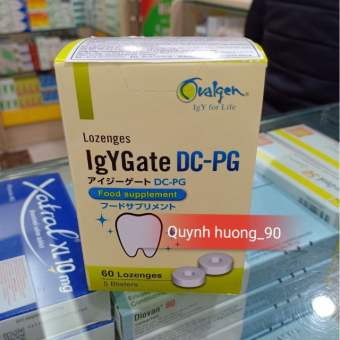 Ovalgen
IgY for Life
Lozenges
IgYGate DC-PG
アイジーゲート DC-PG
Food supplement
フードサプリメント
Quynh huong_90
60 Lozenges
5 Blisters
Xatral XL 10 mg
Diovan 80